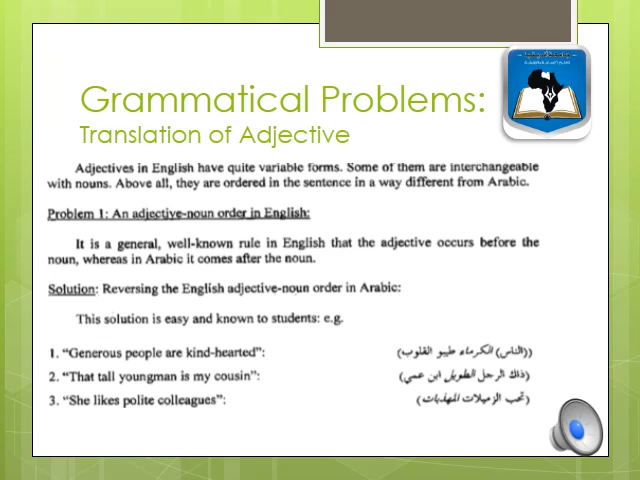 Grammatical Problems:
Translation of Adjective
Adjectives in English have quite variable forms. Some of them are interchangeable
with nouns. Above all, they are ordered in the sentence in a way different from Arabic.
Problem 1: An adjective-noun order in English:
It is a general, well-known rule in English that the adjective occurs before the
noun, whereas in Arabic it comes after the noun.
Solution: Reversing the English adjective-noun order in Arabic:
This solution is easy and known to students: e.g.
1. “Generous people are kind-hearted”: ((الناس) الكرماء طيبو القلوب)
2. “That tall youngman is my cousin”: (ذلك الرجل الطويل ابن عمي)
3. “She likes polite colleagues”: (تحب الزميلات المهذبات)